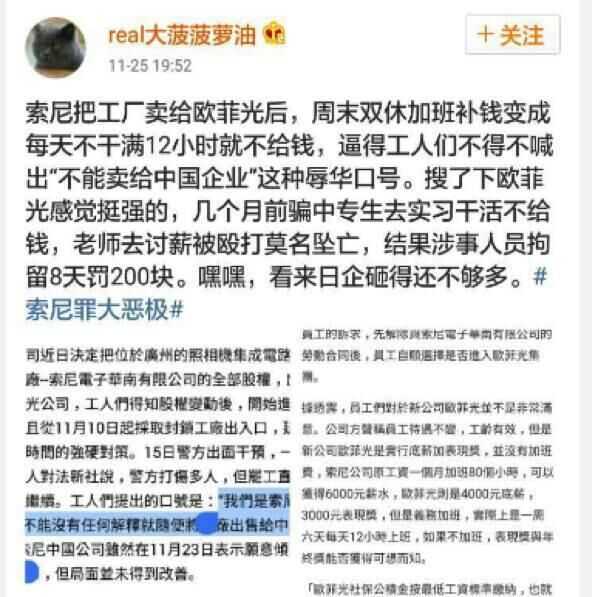 real大菠菠萝油
11-25 19:52
+关注
索尼把工厂卖给欧菲光后，周末双休加班补钱变成
每天不干满12小时就不给钱，逼得工人们不得不喊
出“不能卖给中国企业”这种辱华口号。搜了下欧菲
光感觉挺强的，几个月前骗中专生去实习干活不给
钱，老师去讨薪被殴打莫名坠亡，结果涉事人员拘
留8天罚200块。嘿嘿，看来日企砸得还不够多。#
索尼罪大恶极#
司近日決定把位於廣州的照相機集成電路
廠–索尼電子華南有限公司的全部股權，
光公司，工人們得知股權變動後，開始進
且從11月10日起採取封鎖工廠出入口，延
時間的強硬對策。15日警方出面干預，一
人對法新社說，警方打傷多人，但罷工直
繼續。工人們提出的口號是：“我們是索
不能沒有任何解釋就隨便將 廠出售給中
索尼中國公司雖然在11月23日表示願意傾
，但局面並未得到改善。
員工的訴求，先解除與索尼電子華南有限公司的
勞動合同後，員工自願選擇是否進入歐菲光集
團。
據透露，員工們對於新公司歐菲光並不是非常滿
意。公司方聲稱員工待遇不變，工齡有效，但是
新公司歐菲光是實行底薪加表現獎，並沒有加班
費，索尼公司原工資一個月加班80個小時，可以
獲得6000元薪水，歐菲光則是4000元底薪，
3000元表現獎，但是義務加班，實際上是一周
六天每天12小時上班，如果不加班，表現獎與年
終獎能否獲得可想而知。
「歐菲光社保公積金按最低工資標準繳納，也就